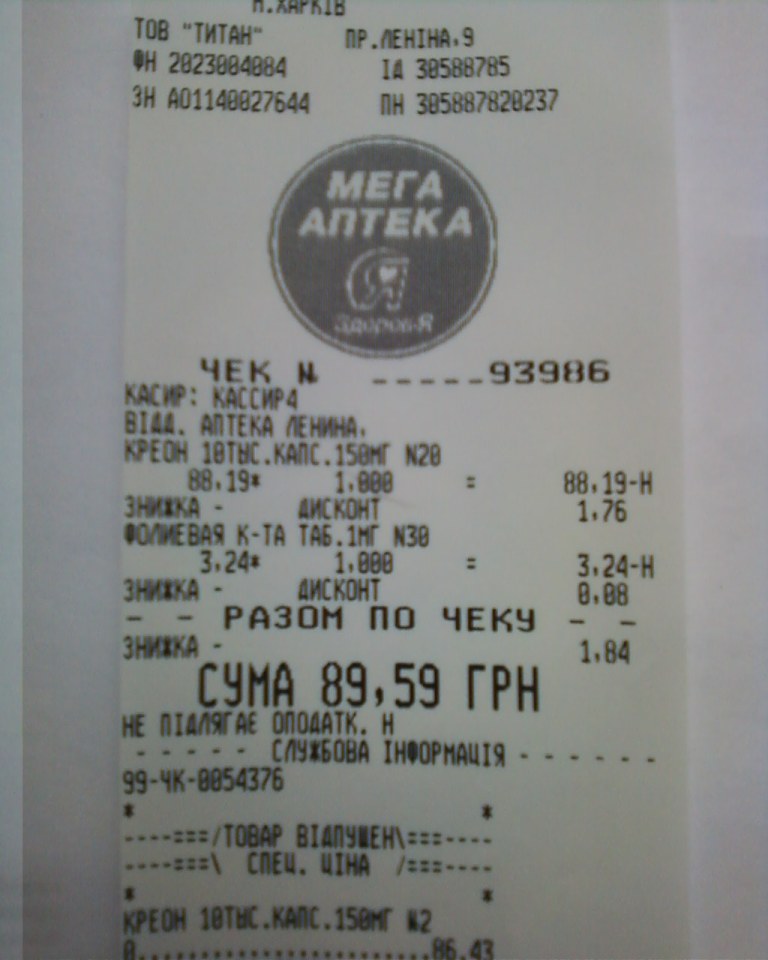 М.ХАРКІВ
ТОВ "ТИТАН" ПР.ЛЕНІНА,9
ФН 2023004084 ІД 30588785
ЗН АО1140027644 ПН 305887820237
МЕГА
АПТЕКА
Здоров-Я
ЧЕК № _____93986
КАСИР: КАССИР4
ВІДД. АПТЕКА ЛЕНИНА,
КРЕОН 10ТЫС.КАПС.150МГ N20
88,19* 1,000 = 88,19-Н
ЗНИЖКА - ДИСКОНТ 1,76
ФОЛИЕВАЯ К-ТА ТАБ.1МГ N30
3,24* 1,000 = 3,24-Н
ЗНИЖКА - ДИСКОНТ 0,08
- - РАЗОМ ПО ЧЕКУ - -
ЗНИЖКА - 1,84
СУМА 89,59 ГРН
НЕ ПІДЛЯГАЄ ОПОДАТК. Н
- - - - - СЛУЖБОВА ІНФОРМАЦІЯ - - - - - -
99-ЧК-0054376
* *
----===/ТОВАР ВІДПУЩЕН\===----
----===\ СПЕЦ. ЦІНА /===----
* *
КРЕОН 10ТЫС.КАПС.150МГ №2
0........................86,43